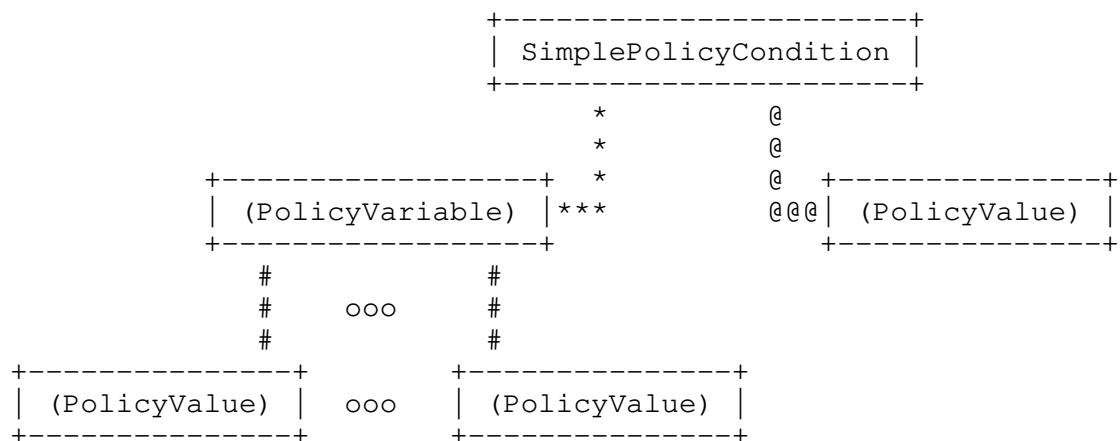 +-----------------------+
| SimplePolicyCondition |
+-----------------------+
* @
* @
+------------------+ * @ +---------------+
| (PolicyVariable) |*** @@@| (PolicyValue) |
+------------------+ +---------------+
# #
# ooo #
# #
+---------------+ +---------------+
| (PolicyValue) | ooo | (PolicyValue) |
+---------------+ +---------------+